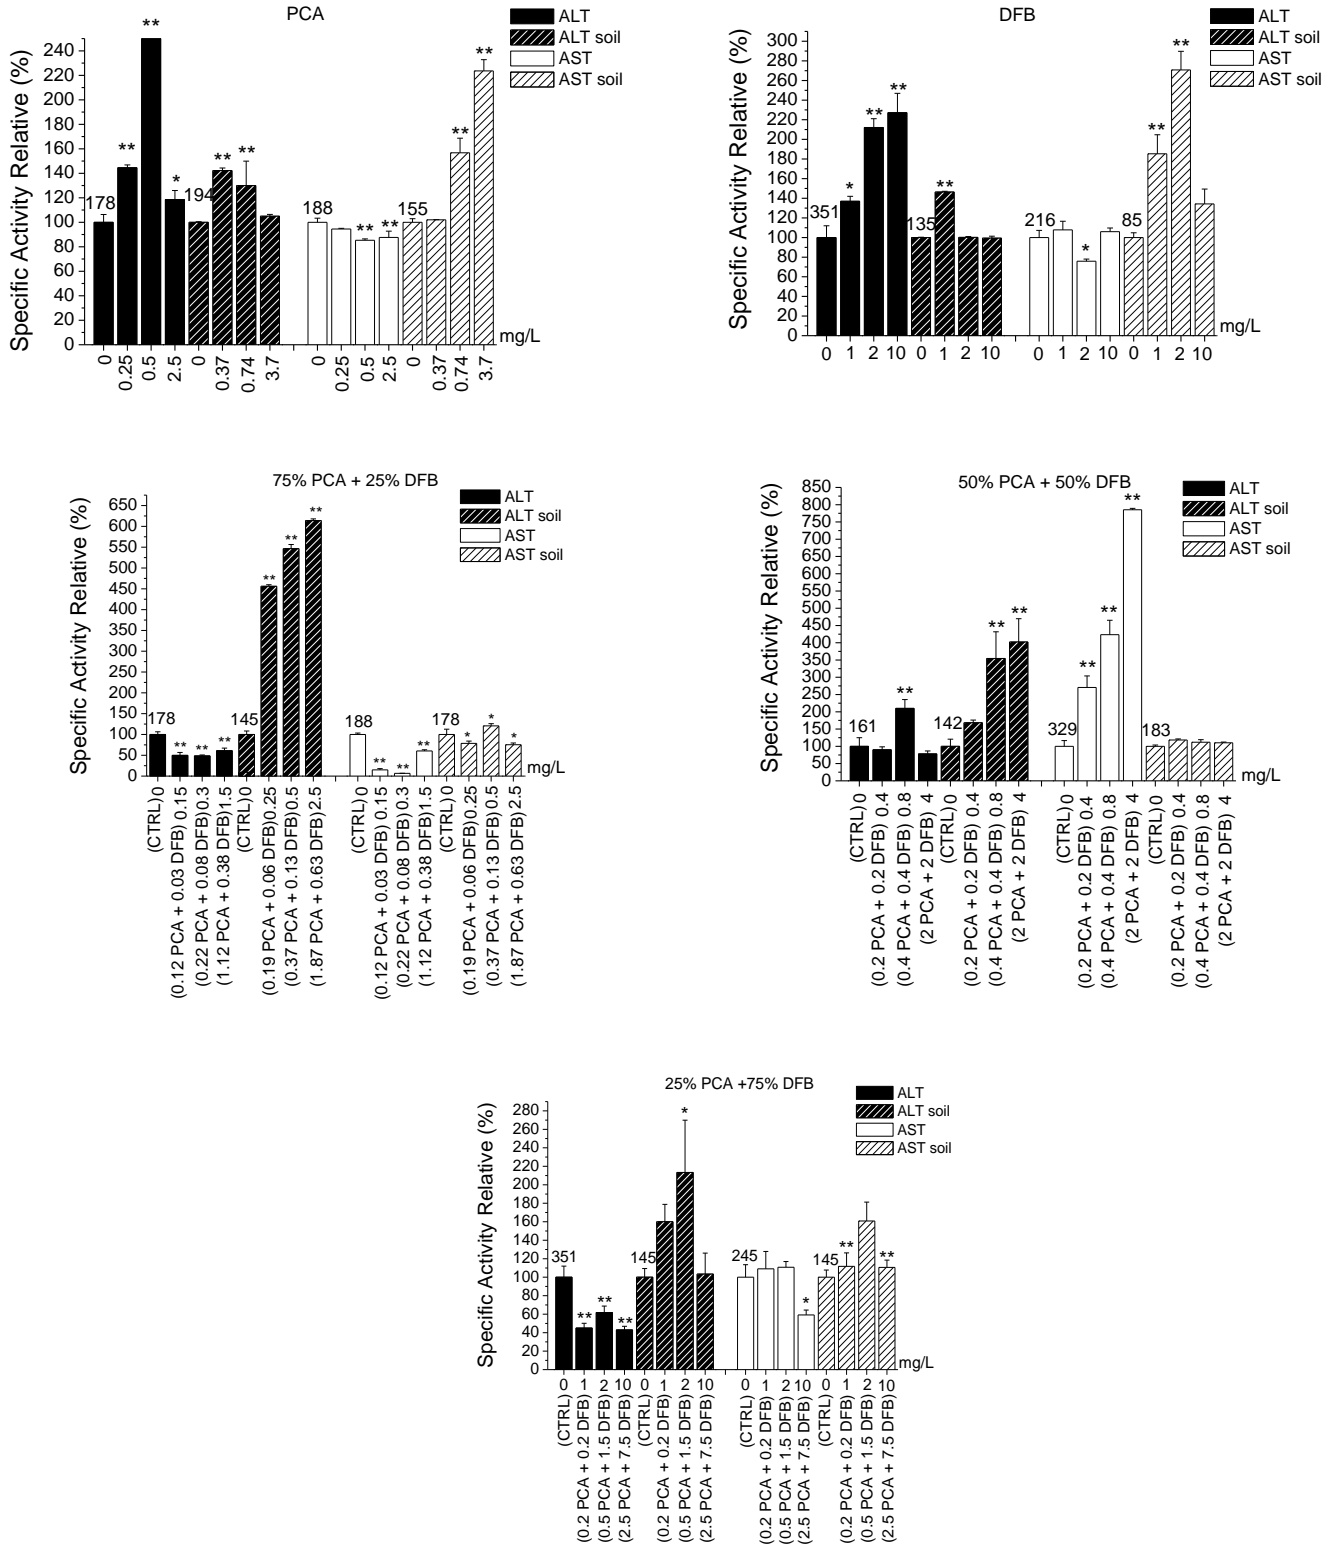 PCA
Specific Activity Relative (%)
240
220
200
180
160
140
120
100
80
60
40
20
0
178 ** ** * 194 ** ** 188 ** ** 155 ** **
0 0.25 0.5 2.5 0 0.37 0.74 3.7 0 0.25 0.5 2.5 0 0.37 0.74 3.7
mg/L
ALT
ALT soil
AST
AST soil
DFB
Specific Activity Relative (%)
300
280
260
240
220
200
180
160
140
120
100
80
60
40
20
0
351 * ** ** 135 ** 216 * 85 ** **
0 1 2 10 0 1 2 10 0 1 2 10 0 1 2 10
mg/L
ALT
ALT soil
AST
AST soil
75% PCA + 25% DFB
Specific Activity Relative (%)
650
600
550
500
450
400
350
300
250
200
150
100
50
0
178 ** ** ** 145 ** ** ** 188 ** ** ** 178 * * *
mg/L
(CTRL) 0
(0.12 PCA + 0.03 DFB) 0.15
(0.22 PCA + 0.08 DFB) 0.3
(1.12 PCA + 0.38 DFB) 1.5
(CTRL) 0
(0.19 PCA + 0.06 DFB) 0.25
(0.37 PCA + 0.13 DFB) 0.5
(1.87 PCA + 0.63 DFB) 2.5
(CTRL) 0
(0.12 PCA + 0.03 DFB) 0.15
(0.22 PCA + 0.08 DFB) 0.3
(1.12 PCA + 0.38 DFB) 1.5
(CTRL) 0
(0.19 PCA + 0.06 DFB) 0.25
(0.37 PCA + 0.13 DFB) 0.5
(1.87 PCA + 0.63 DFB) 2.5
ALT
ALT soil
AST
AST soil
50% PCA + 50% DFB
Specific Activity Relative (%)
850
800
750
700
650
600
550
500
450
400
350
300
250
200
150
100
50
0
161 ** 142 ** ** 329 ** ** ** 183
mg/L
(CTRL) 0
(0.2 PCA + 0.2 DFB) 0.4
(0.4 PCA + 0.4 DFB) 0.8
(2 PCA + 2 DFB) 4
(CTRL) 0
(0.2 PCA + 0.2 DFB) 0.4
(0.4 PCA + 0.4 DFB) 0.8
(2 PCA + 2 DFB) 4
(CTRL) 0
(0.2 PCA + 0.2 DFB) 0.4
(0.4 PCA + 0.4 DFB) 0.8
(2 PCA + 2 DFB) 4
(CTRL) 0
(0.2 PCA + 0.2 DFB) 0.4
(0.4 PCA + 0.4 DFB) 0.8
(2 PCA + 2 DFB) 4
ALT
ALT soil
AST
AST soil
25% PCA +75% DFB
Specific Activity Relative (%)
280
260
240
220
200
180
160
140
120
100
80
60
40
20
0
351 ** ** ** 145 * 245 * 145 ** **
mg/L
(CTRL) 0
(0.2 PCA + 0.2 DFB) 1
(0.5 PCA + 1.5 DFB) 2
(2.5 PCA + 7.5 DFB) 10
(CTRL) 0
(0.2 PCA + 0.2 DFB) 1
(0.5 PCA + 1.5 DFB) 2
(2.5 PCA + 7.5 DFB) 10
(CTRL) 0
(0.2 PCA + 0.2 DFB) 1
(0.5 PCA + 1.5 DFB) 2
(2.5 PCA + 7.5 DFB) 10
(CTRL) 0
(0.2 PCA + 0.2 DFB) 1
(0.5 PCA + 1.5 DFB) 2
(2.5 PCA + 7.5 DFB) 10
ALT
ALT soil
AST
AST soil